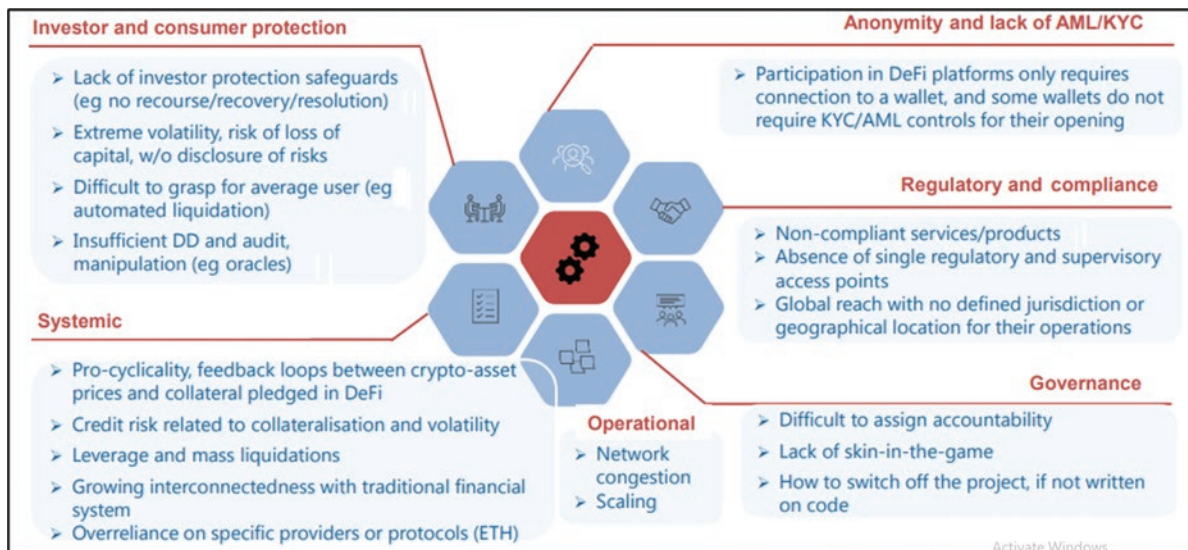 Investor and consumer protection
➤ Lack of investor protection safeguards
(eg no recourse/recovery/resolution)
➤ Extreme volatility, risk of loss of
capital, w/o disclosure of risks
➤ Difficult to grasp for average user (eg
automated liquidation)
➤ Insufficient DD and audit,
manipulation (eg oracles)
Anonymity and lack of AML/KYC
➤ Participation in DeFi platforms only requires
connection to a wallet, and some wallets do not
require KYC/AML controls for their opening
Regulatory and compliance
➤ Non-compliant services/products
➤ Absence of single regulatory and supervisory
access points
➤ Global reach with no defined jurisdiction or
geographical location for their operations
Systemic
➤ Pro-cyclicality, feedback loops between crypto-asset
prices and collateral pledged in DeFi
➤ Credit risk related to collateralisation and volatility
➤ Leverage and mass liquidations
➤ Growing interconnectedness with traditional financial
system
➤ Overreliance on specific providers or protocols (ETH)
Operational
➤ Network
congestion
➤ Scaling
Governance
➤ Difficult to assign accountability
➤ Lack of skin-in-the-game
➤ How to switch off the project, if not written
on code
Activate Windows